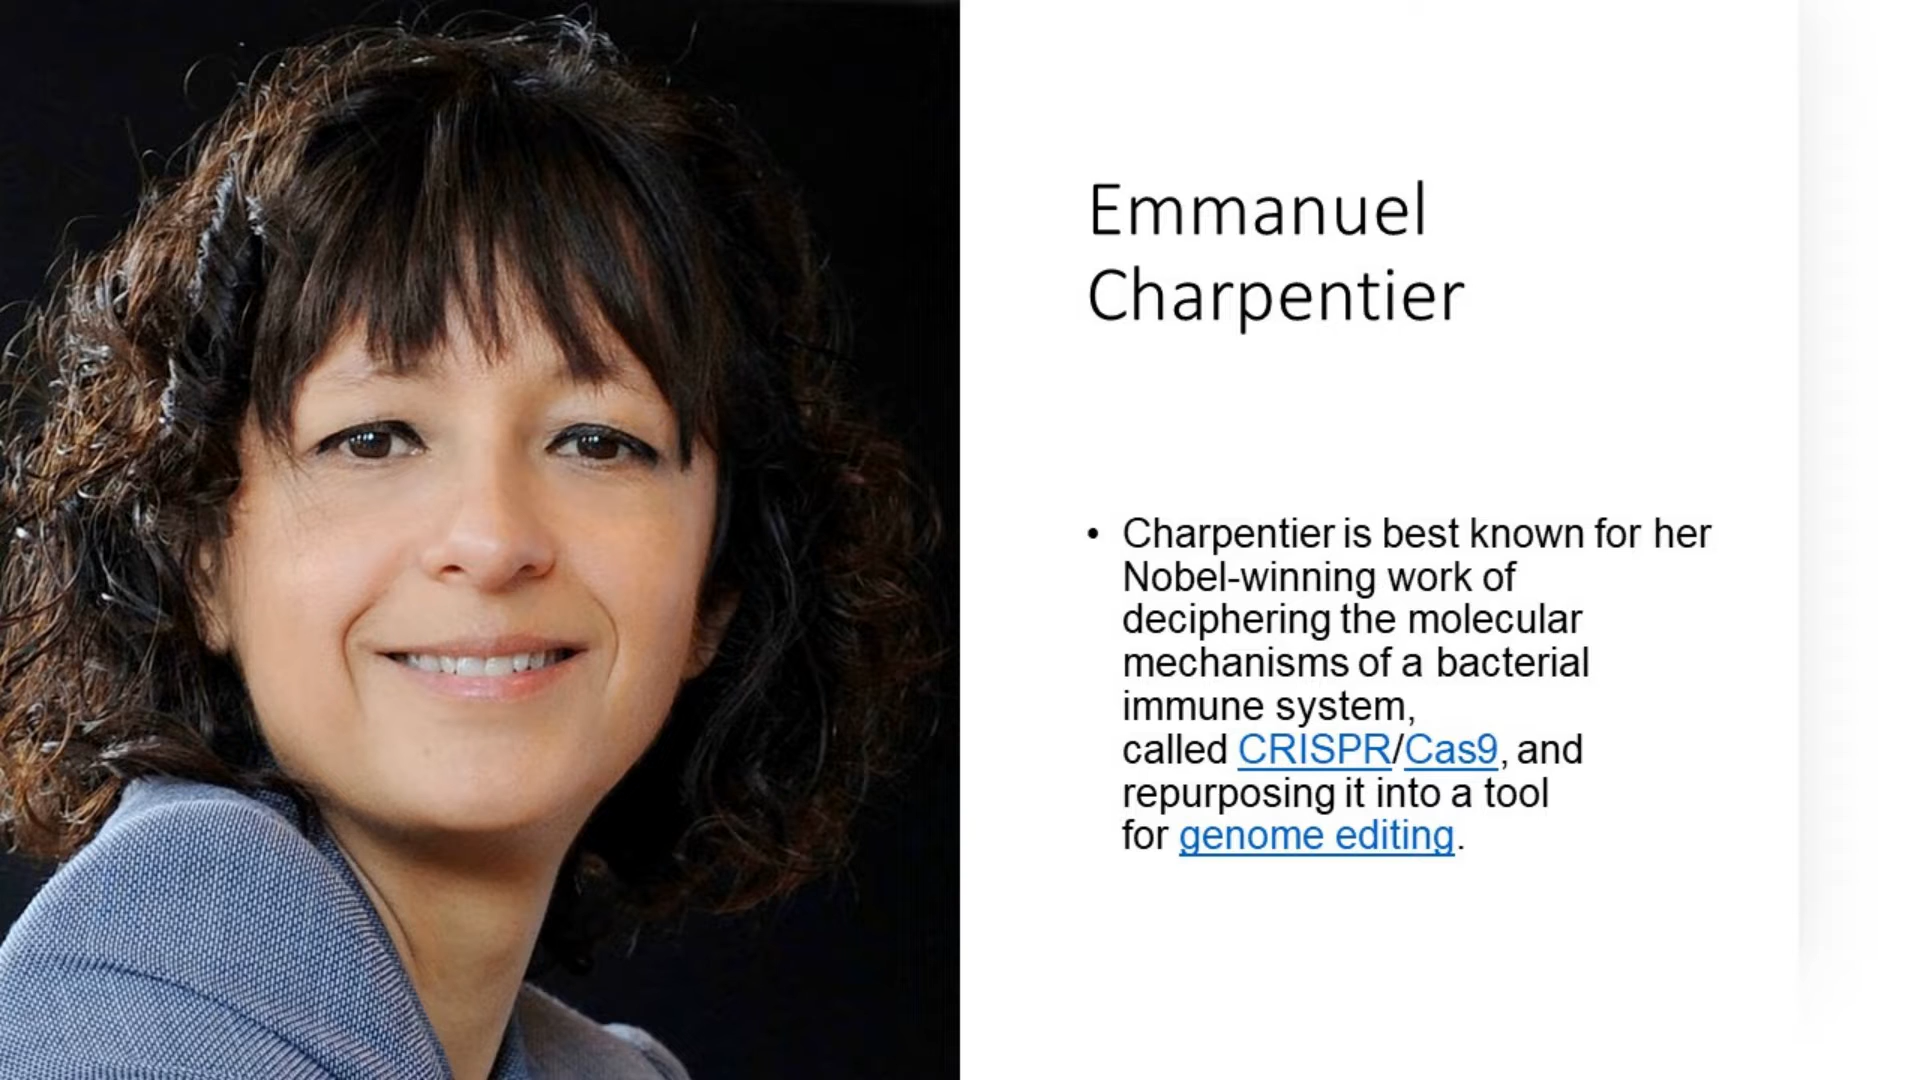 Emmanuel
Charpentier
• Charpentier is best known for her
Nobel-winning work of
deciphering the molecular
mechanisms of a bacterial
immune system,
called CRISPR/Cas9, and
repurposing it into a tool
for genome editing.